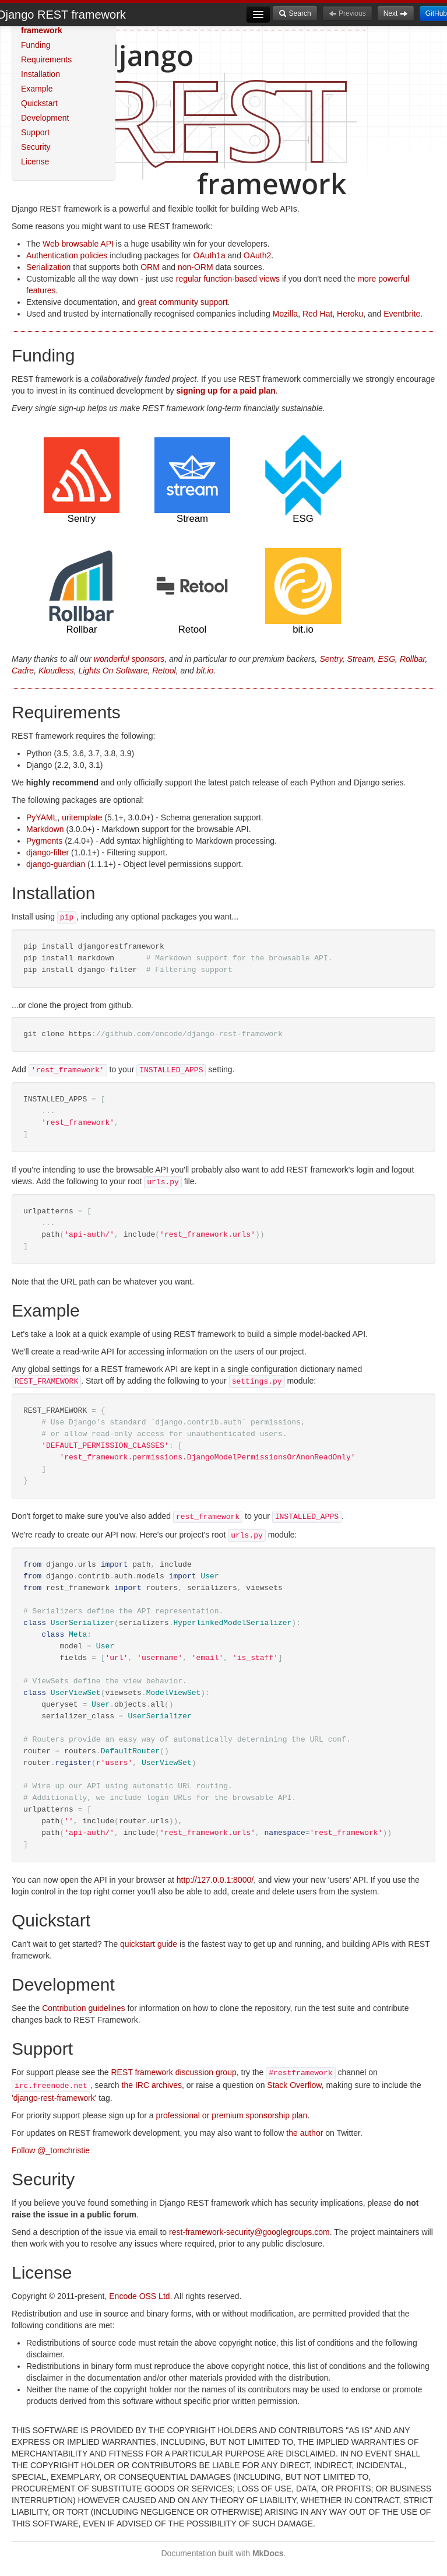 Django REST framework
Search
Previous
Next
GitHub
framework
Funding
Requirements
Installation
Example
Quickstart
Development
Support
Security
License
django
REST
framework
Django REST framework is a powerful and flexible toolkit for building Web APIs.
Some reasons you might want to use REST framework:
The Web browsable API is a huge usability win for your developers.
Authentication policies including packages for OAuth1a and OAuth2.
Serialization that supports both ORM and non-ORM data sources.
Customizable all the way down - just use regular function-based views if you don't need the more powerful
features.
Extensive documentation, and great community support.
Used and trusted by internationally recognised companies including Mozilla, Red Hat, Heroku, and Eventbrite.
Funding
REST framework is a collaboratively funded project. If you use REST framework commercially we strongly encourage
you to invest in its continued development by signing up for a paid plan.
Every single sign-up helps us make REST framework long-term financially sustainable.
stream
Sentry
Stream
ESG
Rollbar
Retool
Rollbar
Retool
bit.io
Many thanks to all our wonderful sponsors, and in particular to our premium backers, Sentry, Stream, ESG, Rollbar,
Cadre, Kloudless, Lights On Software, Retool, and bit.io.
Requirements
REST framework requires the following:
Python (3.5, 3.6, 3.7, 3.8, 3.9)
Django (2.2, 3.0, 3.1)
We highly recommend and only officially support the latest patch release of each Python and Django series.
The following packages are optional:
PyYAML, uritemplate (5.1+, 3.0.0+) - Schema generation support.
Markdown (3.0.0+) - Markdown support for the browsable API.
Pygments (2.4.0+) - Add syntax highlighting to Markdown processing.
django-filter (1.0.1+) - Filtering support.
django-guardian (1.1.1+) - Object level permissions support.
Installation
Install using pip, including any optional packages you want...
pip install djangorestframework
pip install markdown       # Markdown support for the browsable API.
pip install django-filter  # Filtering support
...or clone the project from github.
git clone https://github.com/encode/django-rest-framework
Add 'rest_framework' to your INSTALLED_APPS setting.
INSTALLED_APPS = [
    ...
    'rest_framework',
]
If you're intending to use the browsable API you'll probably also want to add REST framework's login and logout
views. Add the following to your root urls.py file.
urlpatterns = [
    ...
    path('api-auth/', include('rest_framework.urls'))
]
Note that the URL path can be whatever you want.
Example
Let's take a look at a quick example of using REST framework to build a simple model-backed API.
We'll create a read-write API for accessing information on the users of our project.
Any global settings for a REST framework API are kept in a single configuration dictionary named
REST_FRAMEWORK. Start off by adding the following to your settings.py module:
REST_FRAMEWORK = {
    # Use Django's standard `django.contrib.auth` permissions,
    # or allow read-only access for unauthenticated users.
    'DEFAULT_PERMISSION_CLASSES': [
        'rest_framework.permissions.DjangoModelPermissionsOrAnonReadOnly'
    ]
}
Don't forget to make sure you've also added rest_framework to your INSTALLED_APPS.
We're ready to create our API now. Here's our project's root urls.py module:
from django.urls import path, include
from django.contrib.auth.models import User
from rest_framework import routers, serializers, viewsets
# Serializers define the API representation.
class UserSerializer(serializers.HyperlinkedModelSerializer):
    class Meta:
        model = User
        fields = ['url', 'username', 'email', 'is_staff']
# ViewSets define the view behavior.
class UserViewSet(viewsets.ModelViewSet):
    queryset = User.objects.all()
    serializer_class = UserSerializer
# Routers provide an easy way of automatically determining the URL conf.
router = routers.DefaultRouter()
router.register(r'users', UserViewSet)
# Wire up our API using automatic URL routing.
# Additionally, we include login URLs for the browsable API.
urlpatterns = [
    path('', include(router.urls)),
    path('api-auth/', include('rest_framework.urls', namespace='rest_framework'))
]
You can now open the API in your browser at http://127.0.0.1:8000/, and view your new 'users' API. If you use the
login control in the top right corner you'll also be able to add, create and delete users from the system.
Quickstart
Can't wait to get started? The quickstart guide is the fastest way to get up and running, and building APIs with REST
framework.
Development
See the Contribution guidelines for information on how to clone the repository, run the test suite and contribute
changes back to REST Framework.
Support
For support please see the REST framework discussion group, try the #restframework channel on
irc.freenode.net, search the IRC archives, or raise a question on Stack Overflow, making sure to include the
'django-rest-framework' tag.
For priority support please sign up for a professional or premium sponsorship plan.
For updates on REST framework development, you may also want to follow the author on Twitter.
Follow @_tomchristie
Security
If you believe you've found something in Django REST framework which has security implications, please do not
raise the issue in a public forum.
Send a description of the issue via email to rest-framework-security@googlegroups.com. The project maintainers will
then work with you to resolve any issues where required, prior to any public disclosure.
License
Copyright © 2011-present, Encode OSS Ltd. All rights reserved.
Redistribution and use in source and binary forms, with or without modification, are permitted provided that the
following conditions are met:
Redistributions of source code must retain the above copyright notice, this list of conditions and the following
disclaimer.
Redistributions in binary form must reproduce the above copyright notice, this list of conditions and the following
disclaimer in the documentation and/or other materials provided with the distribution.
Neither the name of the copyright holder nor the names of its contributors may be used to endorse or promote
products derived from this software without specific prior written permission.
THIS SOFTWARE IS PROVIDED BY THE COPYRIGHT HOLDERS AND CONTRIBUTORS "AS IS" AND ANY
EXPRESS OR IMPLIED WARRANTIES, INCLUDING, BUT NOT LIMITED TO, THE IMPLIED WARRANTIES OF
MERCHANTABILITY AND FITNESS FOR A PARTICULAR PURPOSE ARE DISCLAIMED. IN NO EVENT SHALL
THE COPYRIGHT HOLDER OR CONTRIBUTORS BE LIABLE FOR ANY DIRECT, INDIRECT, INCIDENTAL,
SPECIAL, EXEMPLARY, OR CONSEQUENTIAL DAMAGES (INCLUDING, BUT NOT LIMITED TO,
PROCUREMENT OF SUBSTITUTE GOODS OR SERVICES; LOSS OF USE, DATA, OR PROFITS; OR BUSINESS
INTERRUPTION) HOWEVER CAUSED AND ON ANY THEORY OF LIABILITY, WHETHER IN CONTRACT, STRICT
LIABILITY, OR TORT (INCLUDING NEGLIGENCE OR OTHERWISE) ARISING IN ANY WAY OUT OF THE USE OF
THIS SOFTWARE, EVEN IF ADVISED OF THE POSSIBILITY OF SUCH DAMAGE.
Documentation built with MkDocs.